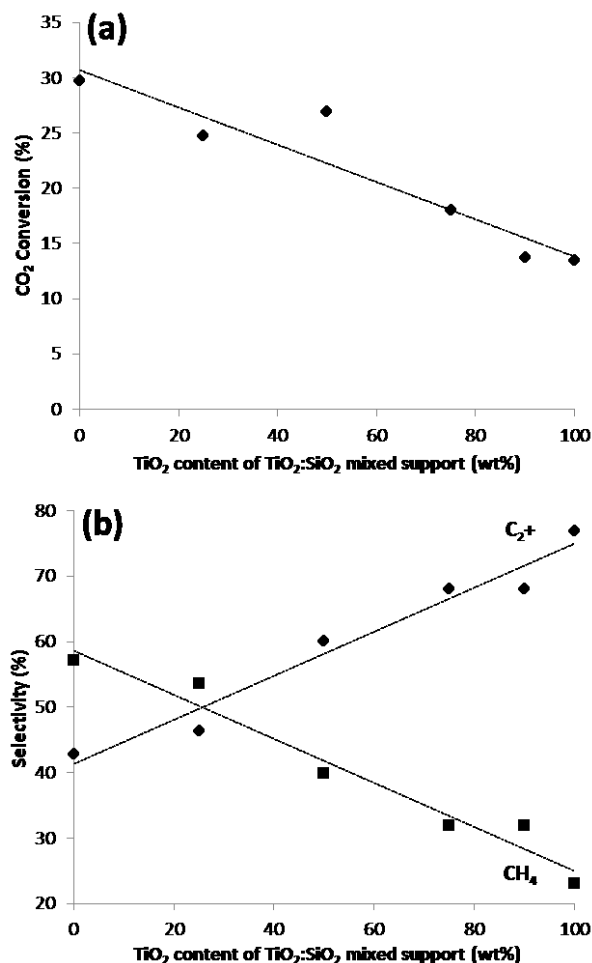 (a)
35
30
25
20
15
10
5
0
CO₂ Conversion (%)
0 20 40 60 80 100
TiO₂ content of TiO₂:SiO₂ mixed support (wt%)
(b)
80
70
60
50
40
30
20
Selectivity (%)
C₂+
CH₄
0 20 40 60 80 100
TiO₂ content of TiO₂:SiO₂ mixed support (wt%)